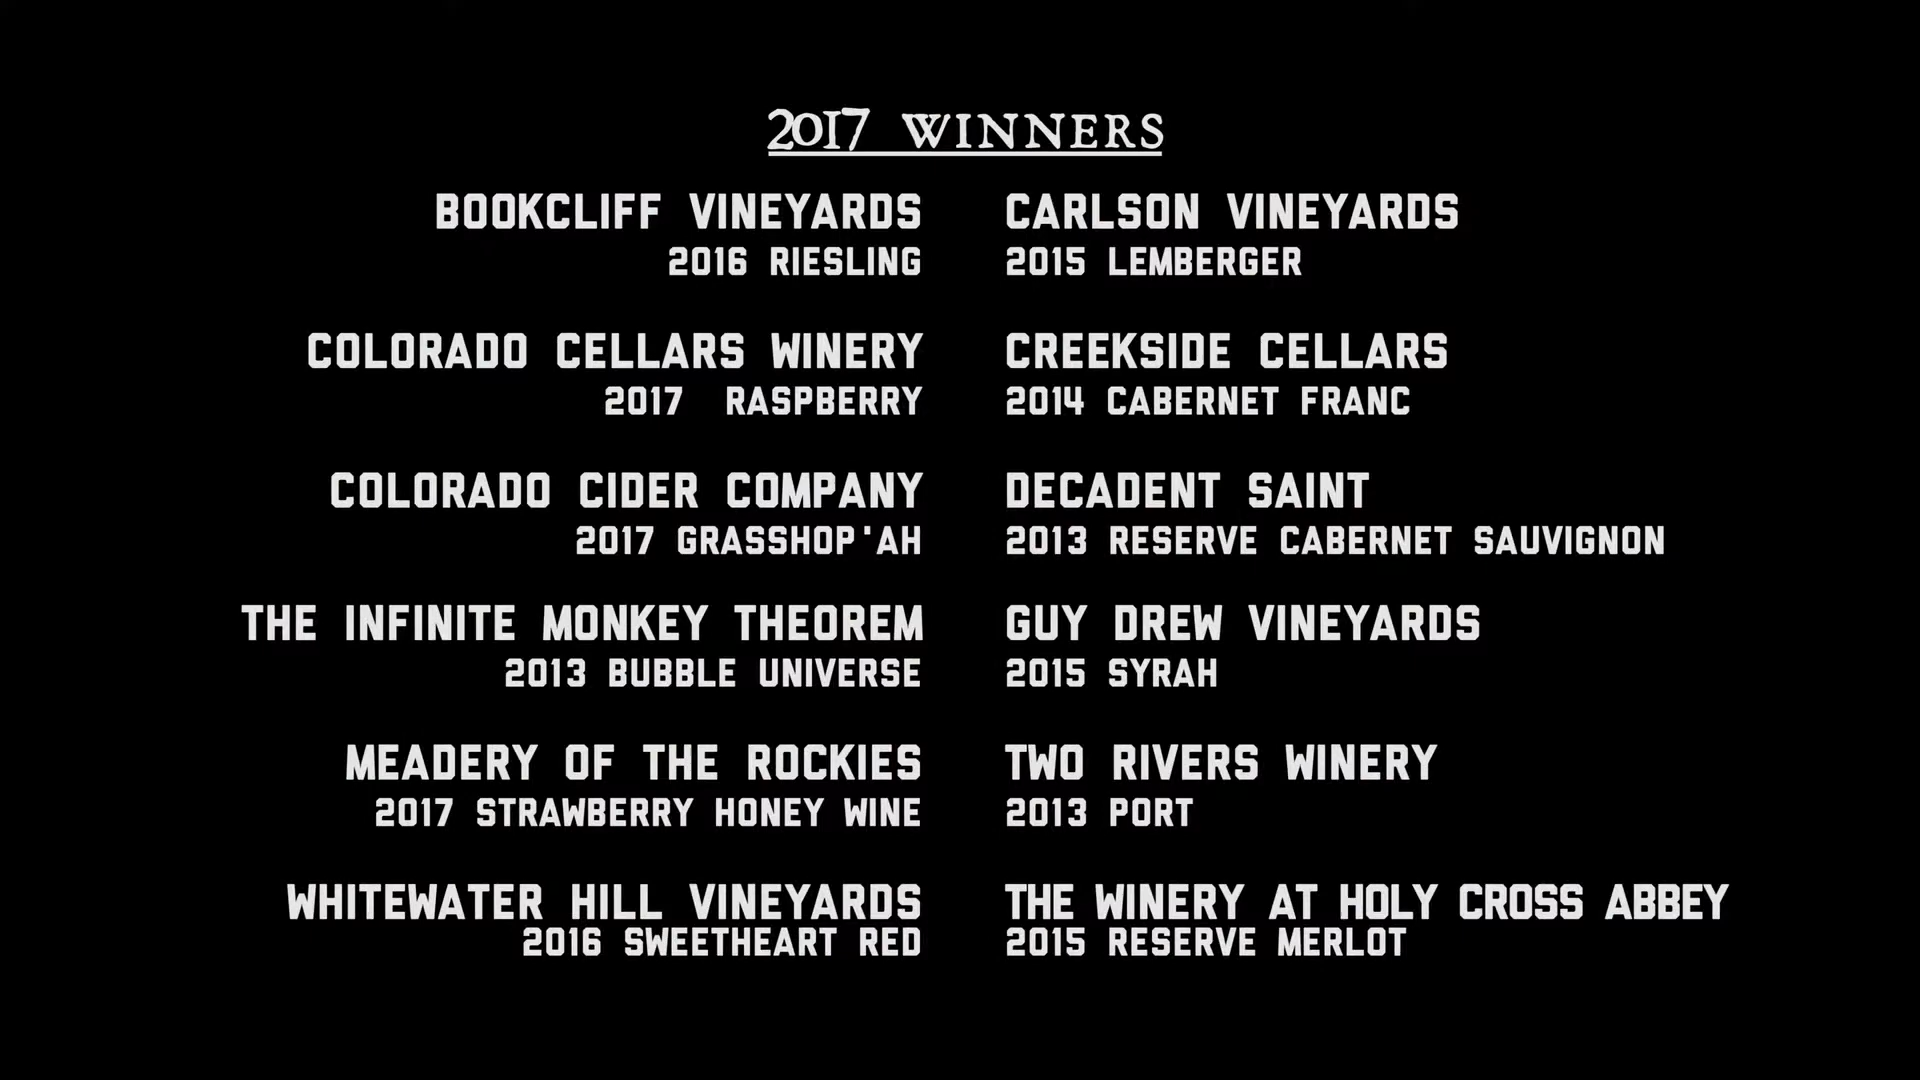 2017 WINNERS
BOOKCLIFF VINEYARDS
2016 RIESLING
COLORADO CELLARS WINERY
2017 RASPBERRY
COLORADO CIDER COMPANY
2017 GRASSHOP'AH
THE INFINITE MONKEY THEOREM
2013 BUBBLE UNIVERSE
MEADERY OF THE ROCKIES
2017 STRAWBERRY HONEY WINE
WHITEWATER HILL VINEYARDS
2016 SWEETHEART RED
CARLSON VINEYARDS
2015 LEMBERGER
CREEKSIDE CELLARS
2014 CABERNET FRANC
DECADENT SAINT
2013 RESERVE CABERNET SAUVIGNON
GUY DREW VINEYARDS
2015 SYRAH
TWO RIVERS WINERY
2013 PORT
THE WINERY AT HOLY CROSS ABBEY
2015 RESERVE MERLOT